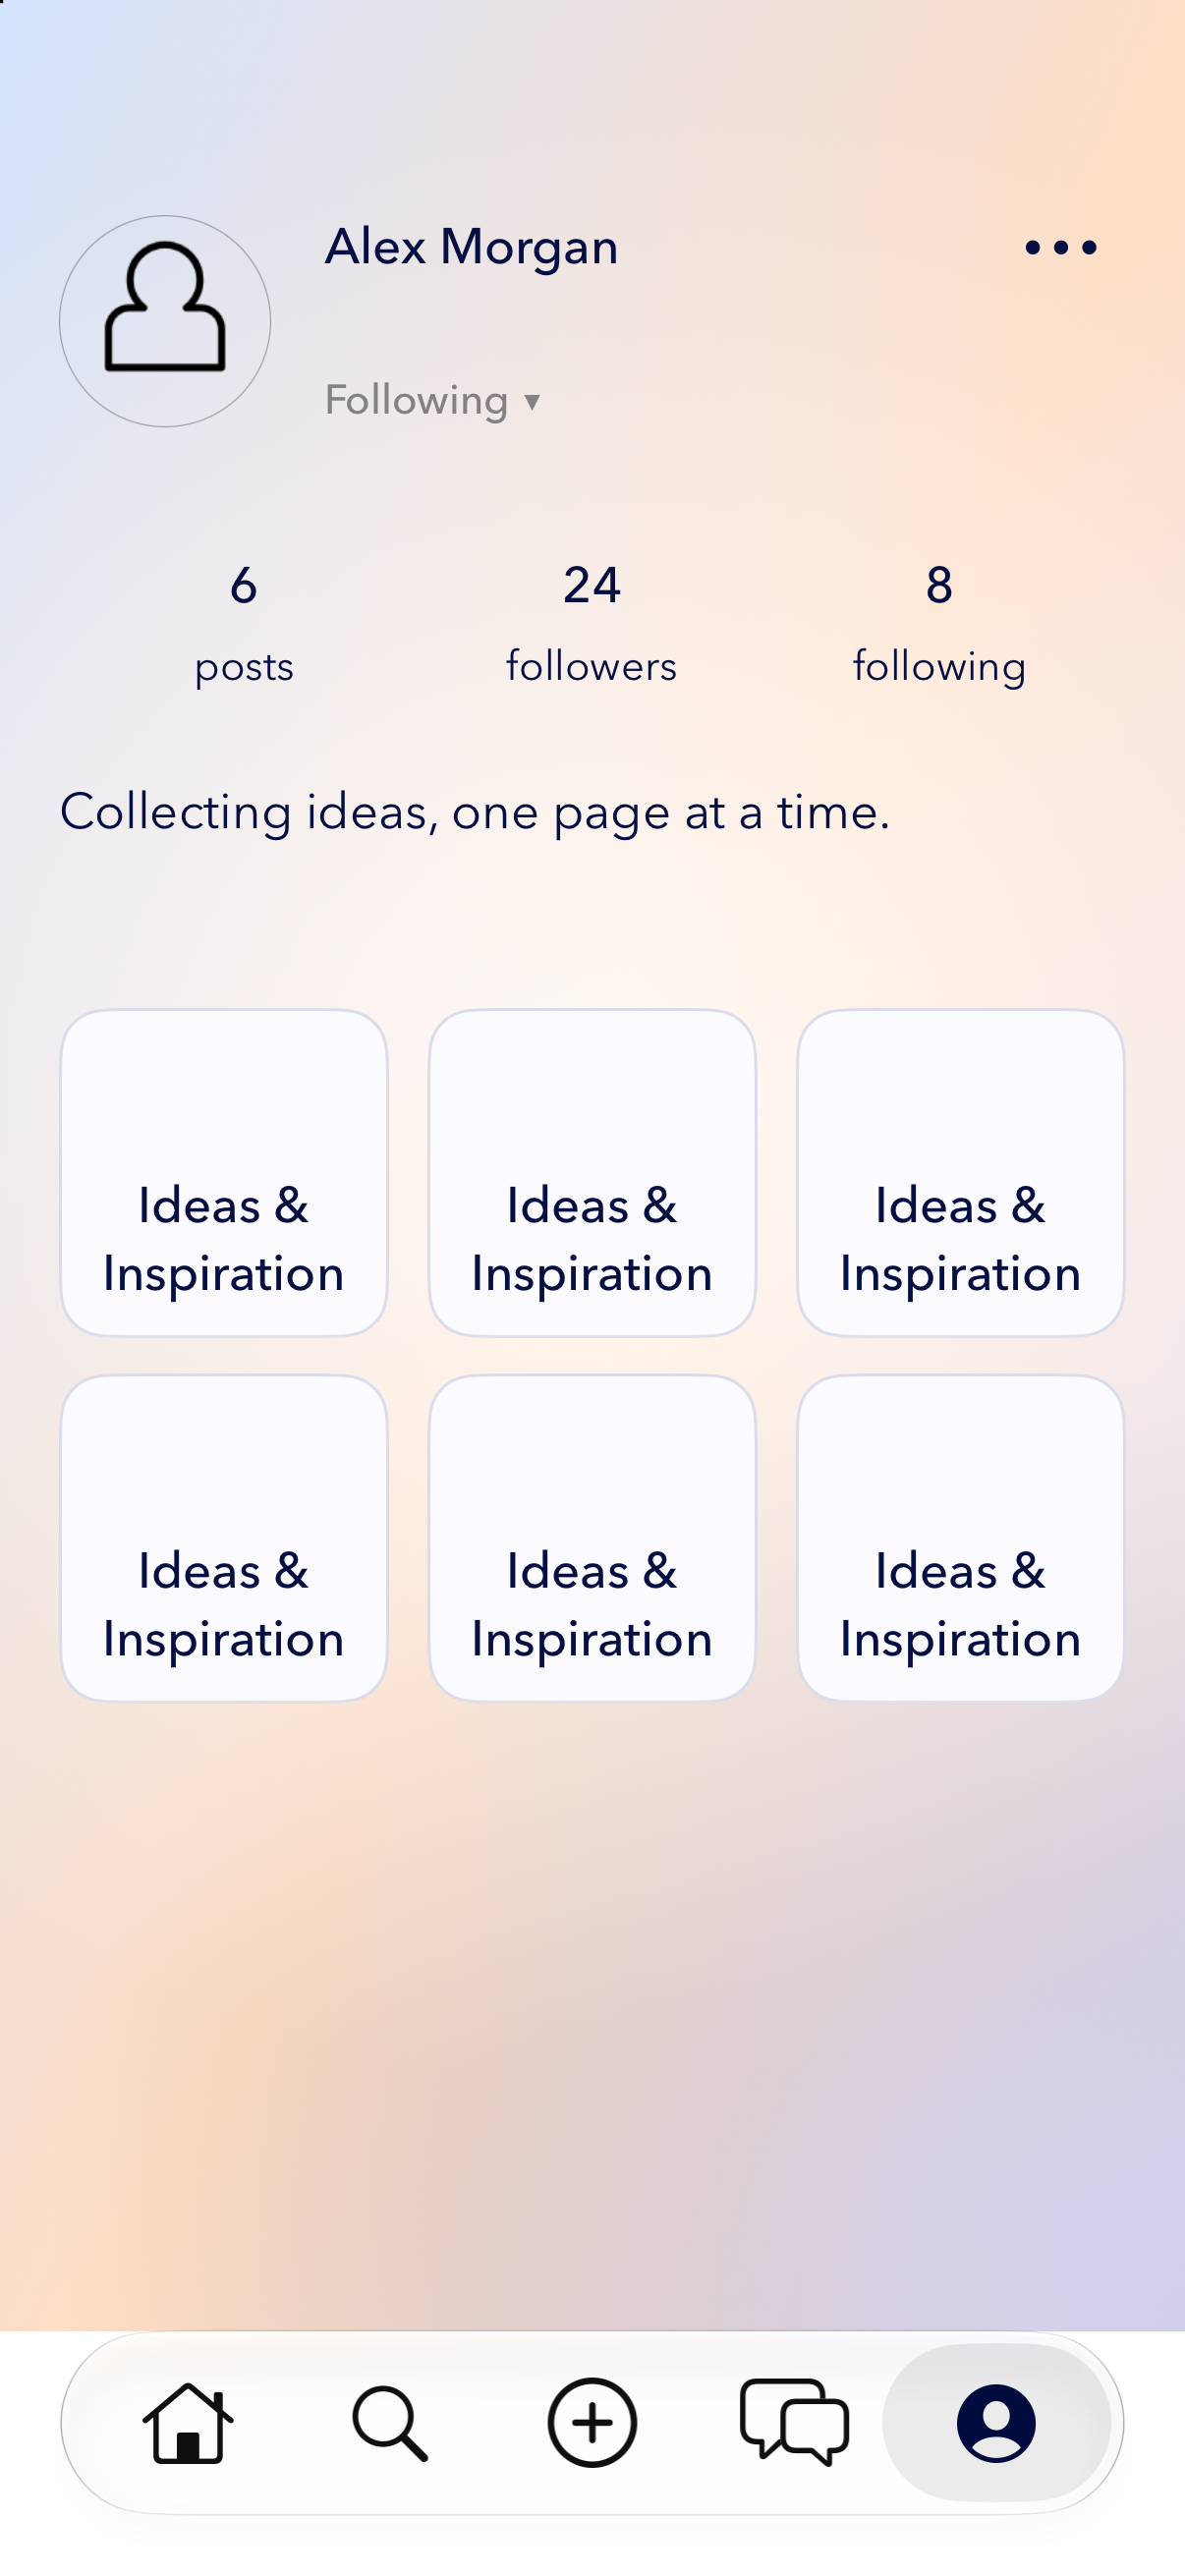 Alex Morgan
Following ▾
6
24
8
posts
followers
following
Collecting ideas, one page at a time.
Ideas &
Inspiration
Ideas &
Inspiration
Ideas &
Inspiration
Ideas &
Inspiration
Ideas &
Inspiration
Ideas &
Inspiration